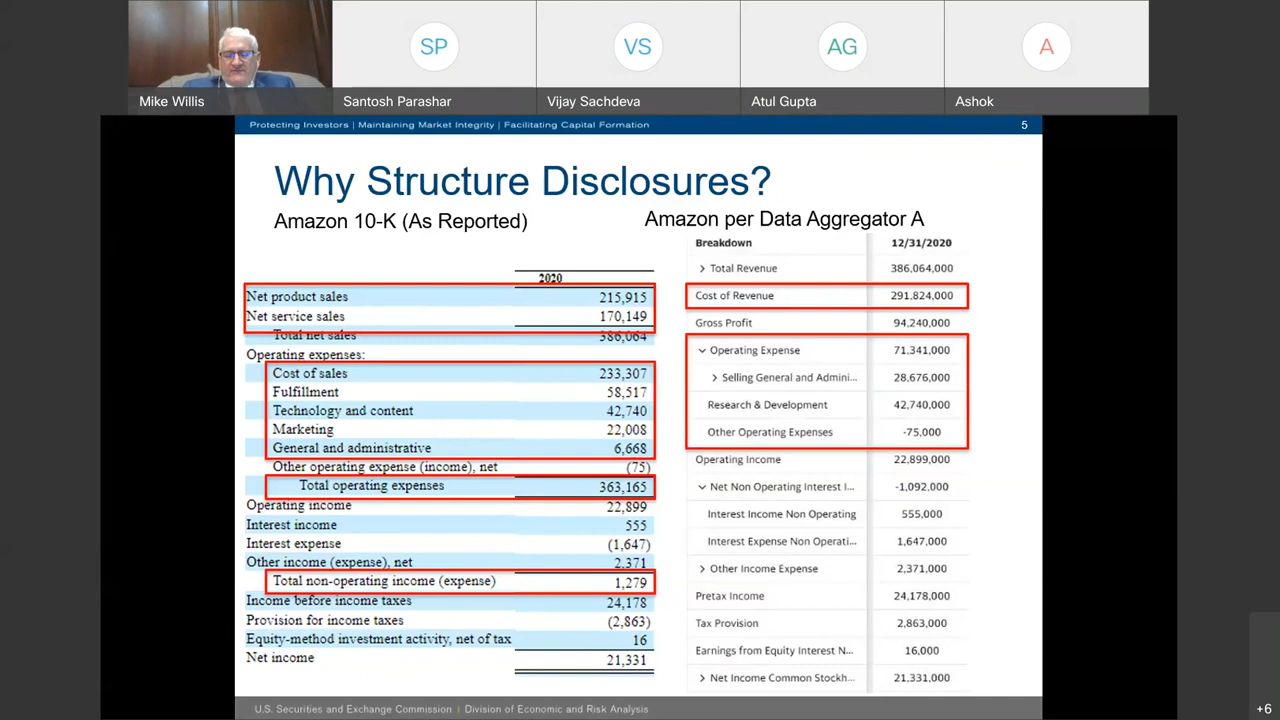 SP
VS
AG
A
Mike Willis
Santosh Parashar
Vijay Sachdeva
Atul Gupta
Ashok
Protecting Investors | Maintaining Market Integrity | Facilitating Capital Formation
5
Why Structure Disclosures?
Amazon 10-K (As Reported)
2020
Net product sales 215,915
Net service sales 170,149
Total net sales 386,064
Operating expenses:
Cost of sales 233,307
Fulfillment 58,517
Technology and content 42,740
Marketing 22,008
General and administrative 6,668
Other operating expense (income), net (75)
Total operating expenses 363,165
Operating income 22,899
Interest income 555
Interest expense (1,647)
Other income (expense), net 2,371
Total non-operating income (expense) 1,279
Income before income taxes 24,178
Provision for income taxes (2,863)
Equity-method investment activity, net of tax 16
Net income 21,331
Amazon per Data Aggregator A
Breakdown 12/31/2020
Total Revenue 386,064,000
Cost of Revenue 291,824,000
Gross Profit 94,240,000
Operating Expense 71,341,000
Selling General and Admini... 28,676,000
Research & Development 42,740,000
Other Operating Expenses -75,000
Operating Income 22,899,000
Net Non Operating Interest I... -1,092,000
Interest Income Non Operating 555,000
Interest Expense Non Operati... 1,647,000
Other Income Expense 2,371,000
Pretax Income 24,178,000
Tax Provision 2,863,000
Earnings from Equity Interest N... 16,000
Net Income Common Stockh... 21,331,000
U.S. Securities and Exchange Commission | Division of Economic and Risk Analysis
+6